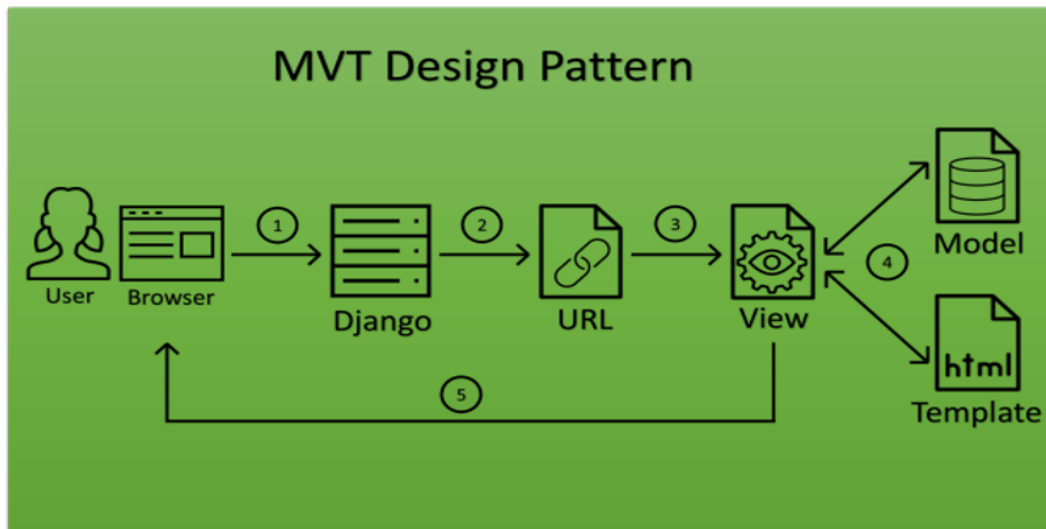 MVT Design Pattern
1
2
3
4
5
User
Browser
Django
URL
View
Model
html
Template